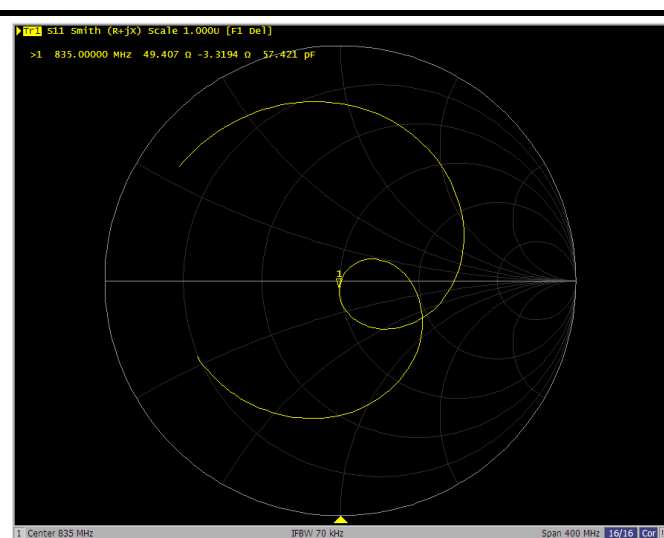 Tr1 S11 Smith (R+jX) Scale 1.000U [F1 Del]
>1 835.00000 MHz 49.407 Ω -3.3194 Ω 57.421 pF
1
1 Center 835 MHz IFBW 70 kHz Span 400 MHz 16/16 Cor !